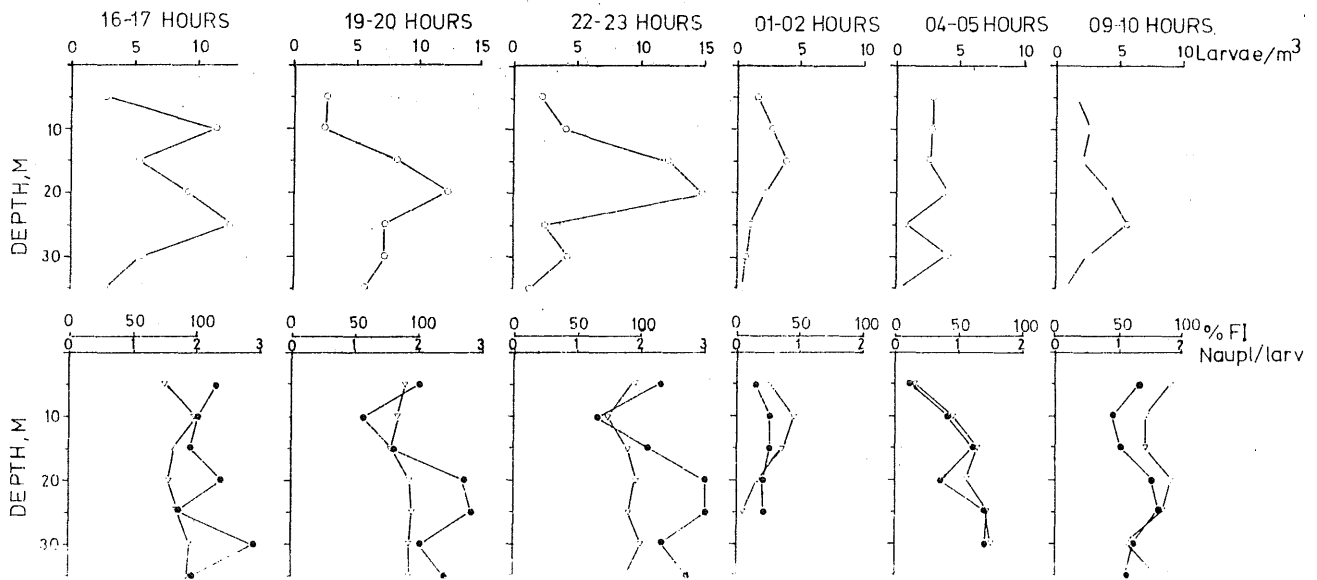 16-17 HOURS 19-20 HOURS 22-23 HOURS 01-02 HOURS 04-05 HOURS 09-10 HOURS
0 5 10 0 5 10 15 0 5 10 15 0 5 10 0 5 10 0 5 10 Larvae/m³
10
20
30
DEPTH, M
0 100 0 100 0 100 0 50 100 0 50 100 0 50 100 % FI
0 1 2 3 0 1 2 3 0 1 2 3 0 1 2 0 1 2 0 1 2 Naupl/larv
10
20
30
DEPTH, M